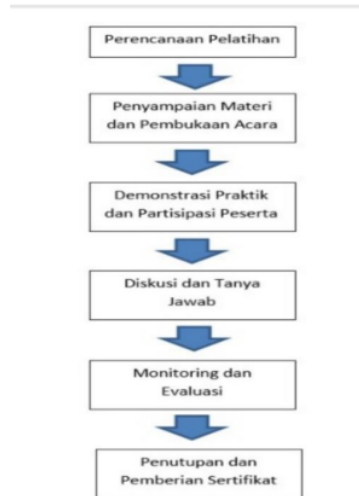 Perencanaan Pelatihan
Penyampaian Materi
dan Pembukaan Acara
Demonstrasi Praktik
dan Partisipasi Peserta
Diskusi dan Tanya
Jawab
Monitoring dan
Evaluasi
Penutupan dan
Pemberian Sertifikat